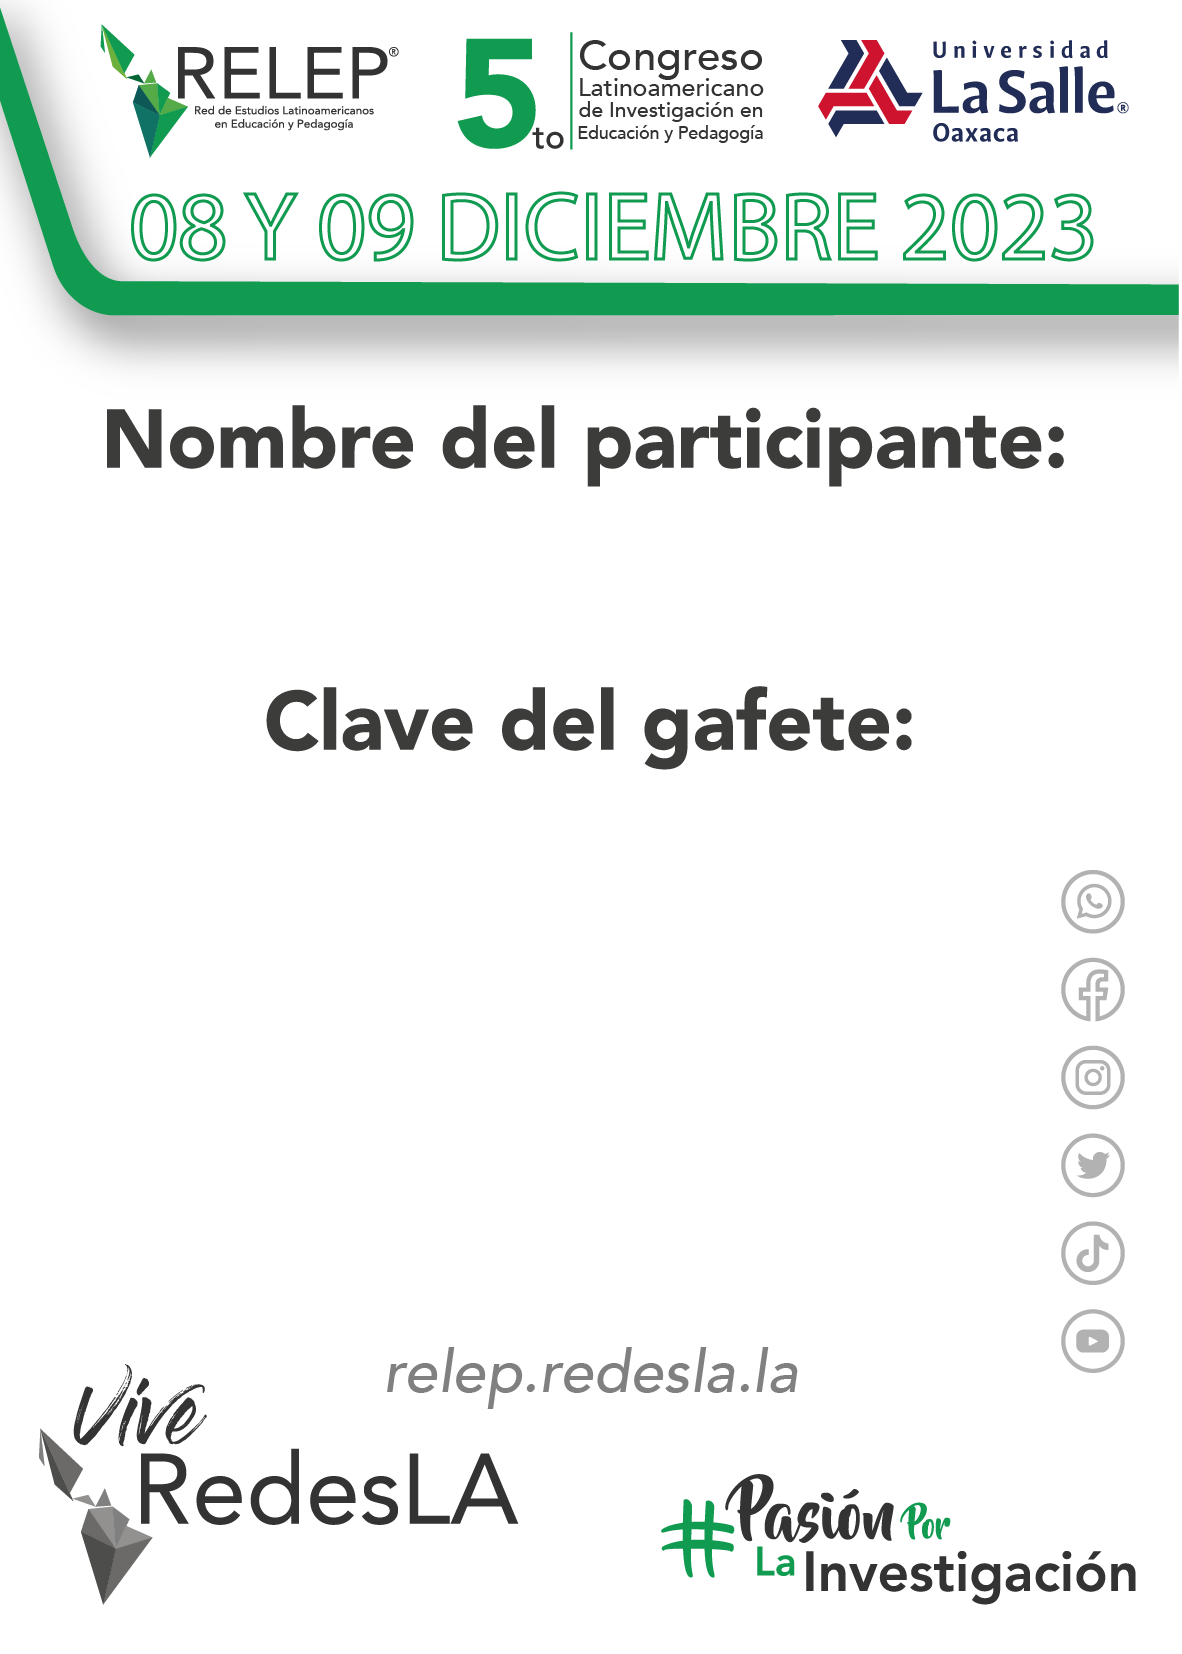 RELEP®
Red de Estudios Latinoamericanos
en Educación y Pedagogía
5to
Congreso
Latinoamericano
de Investigación en
Educación y Pedagogía
Universidad
La Salle®
Oaxaca
08 Y 09 DICIEMBRE 2023
Nombre del participante:
Clave del gafete:
relep.redesla.la
Vive
RedesLA
#Pasión Por
La Investigación